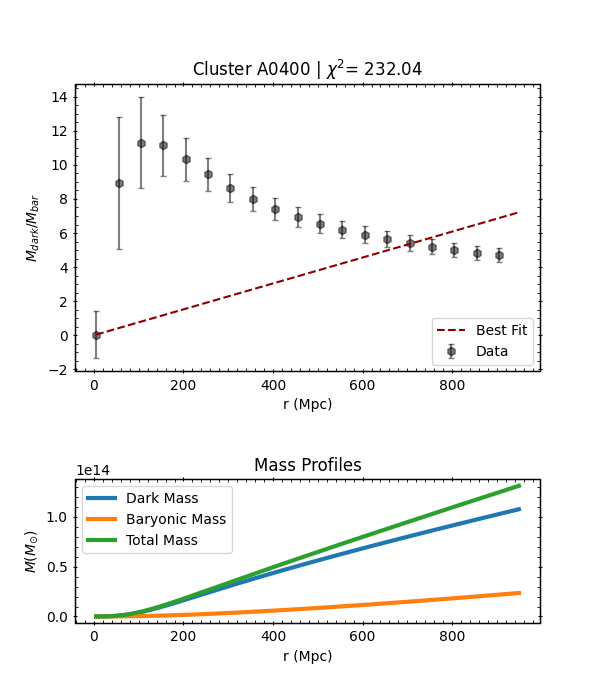 Cluster A0400 | χ²= 232.04
14
12
10
8
6
4
2
0
−2
M_dark/M_bar
Best Fit
Data
0 200 400 600 800
r (Mpc)
Mass Profiles
1e14
1.0
0.5
0.0
M(M_⊙)
Dark Mass
Baryonic Mass
Total Mass
0 200 400 600 800
r (Mpc)